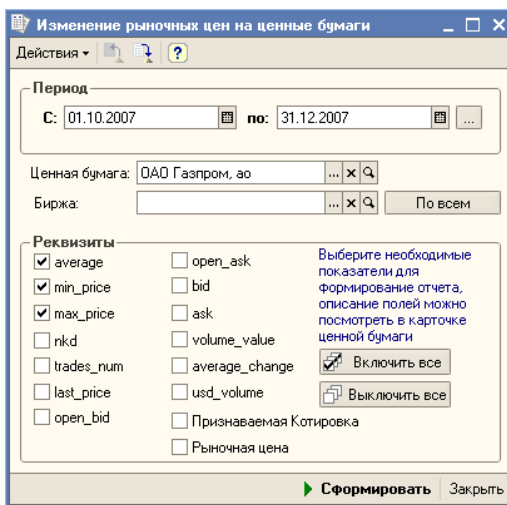 Изменение рыночных цен на ценные бумаги
Действия
Период
С: 01.10.2007 по: 31.12.2007 ...
Ценная бумага: ОАО Газпром, ао ...
Биржа: ... По всем
Реквизиты
average
min_price
max_price
nkd
trades_num
last_price
open_bid
open_ask
bid
ask
volume_value
average_change
usd_volume
Признаваемая Котировка
Рыночная цена
Выберите необходимые
показатели для
формирование отчета,
описание полей можно
посмотреть в карточке
ценной бумаги
Включить все
Выключить все
Сформировать Закрыть